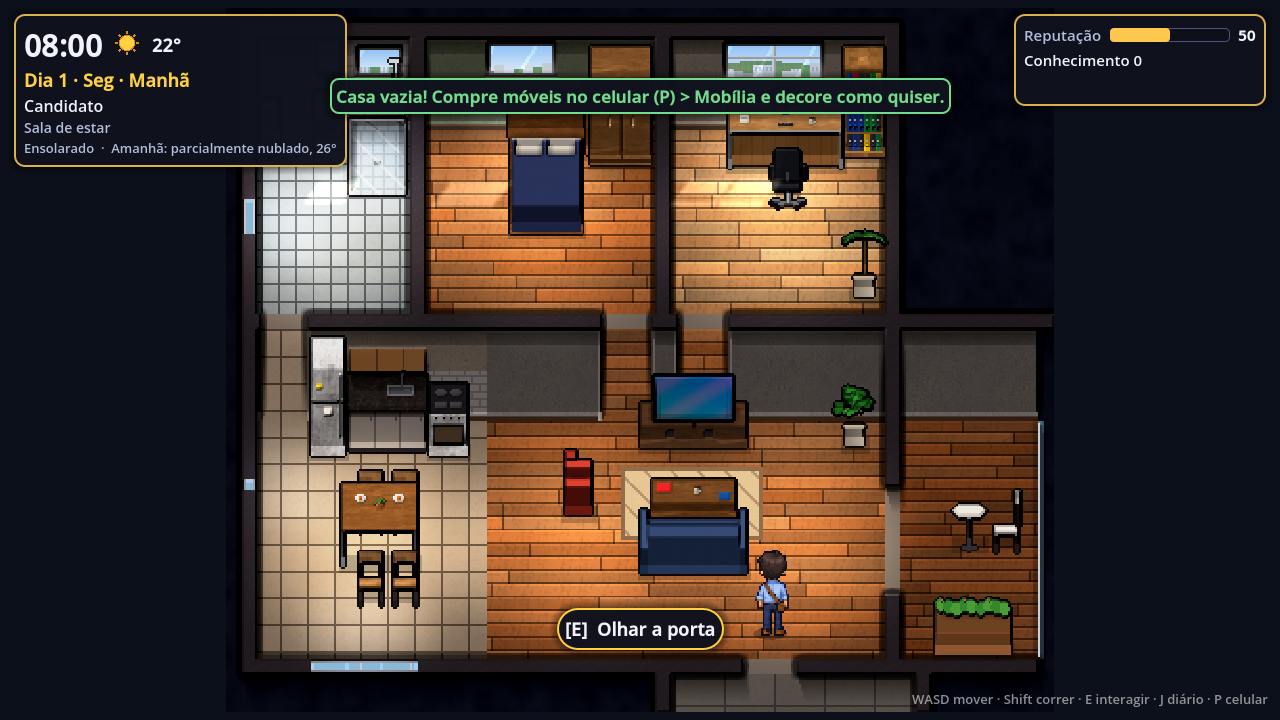 08:00 22°
Dia 1 · Seg · Manhã
Candidato
Sala de estar
Ensolarado · Amanhã: parcialmente nublado, 26°
Reputação 50
Conhecimento 0
Casa vazia! Compre móveis no celular (P) > Mobília e decore como quiser.
[E] Olhar a porta
WASD mover · Shift correr · E interagir · J diário · P celular